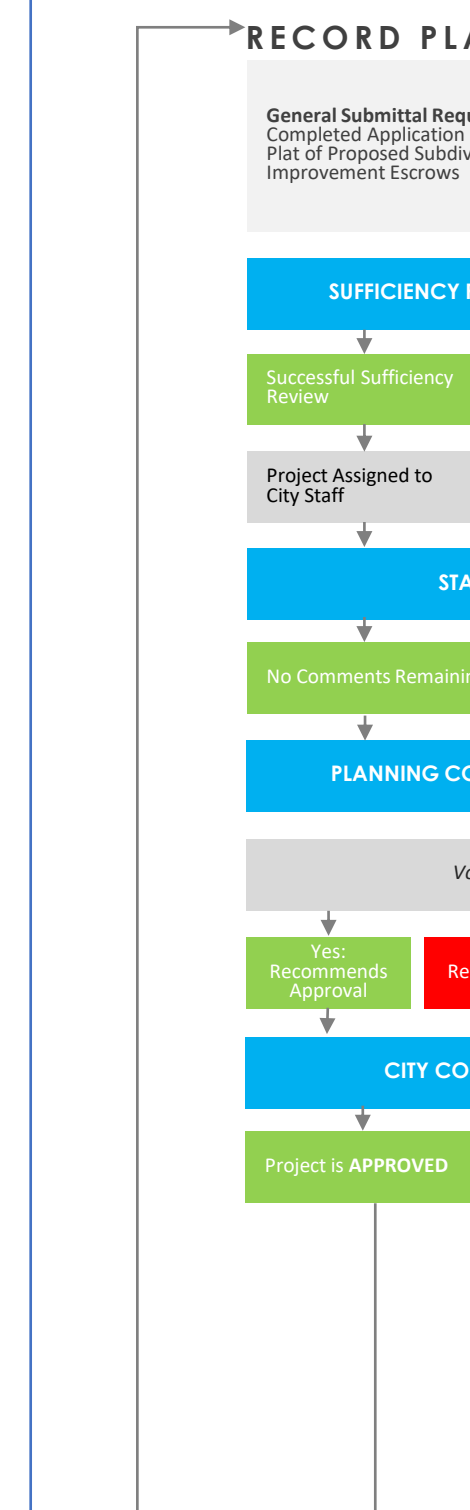 RECORD PLA
General Submittal Requ
Completed Application
Plat of Proposed Subdiv
Improvement Escrows
SUFFICIENCY
Successful Sufficiency
Review
Project Assigned to
City Staff
STA
No Comments Remainin
PLANNING CO
Vo
Yes:
Recommends
Approval
Re
CITY CO
Project is APPROVED